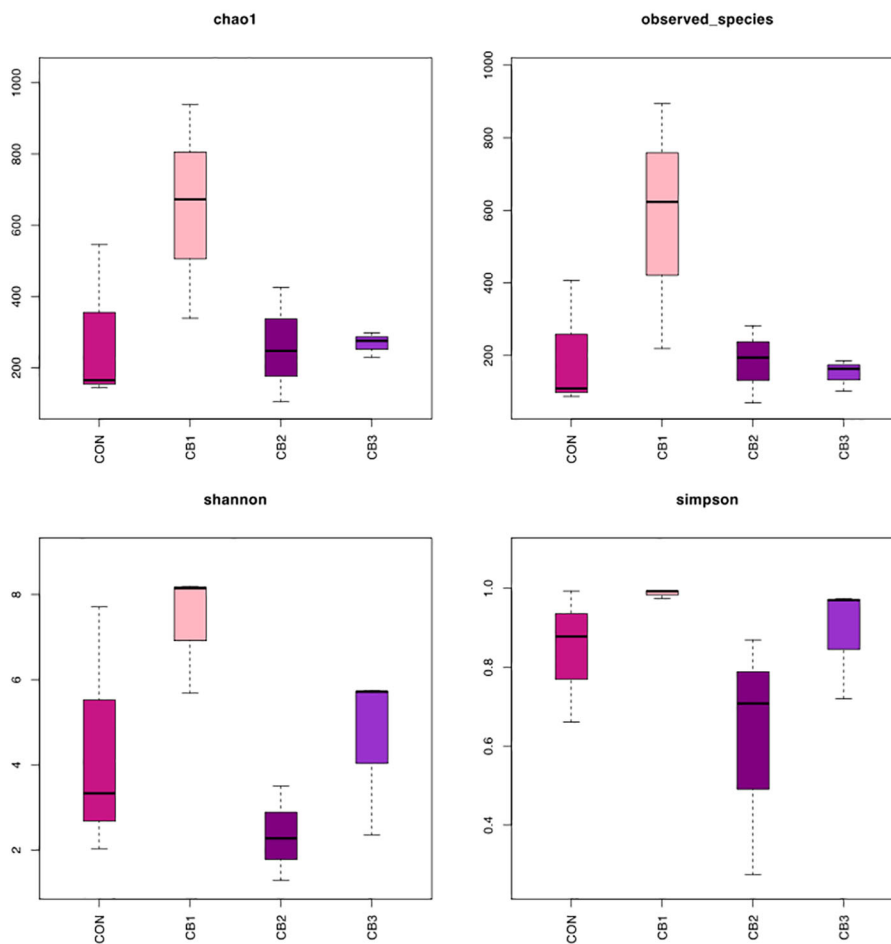 chao1
1000
800
600
400
200
CON
CB1
CB2
CB3
observed_species
1000
800
600
400
200
CON
CB1
CB2
CB3
shannon
8
6
4
2
CON
CB1
CB2
CB3
simpson
1.0
0.8
0.6
0.4
CON
CB1
CB2
CB3